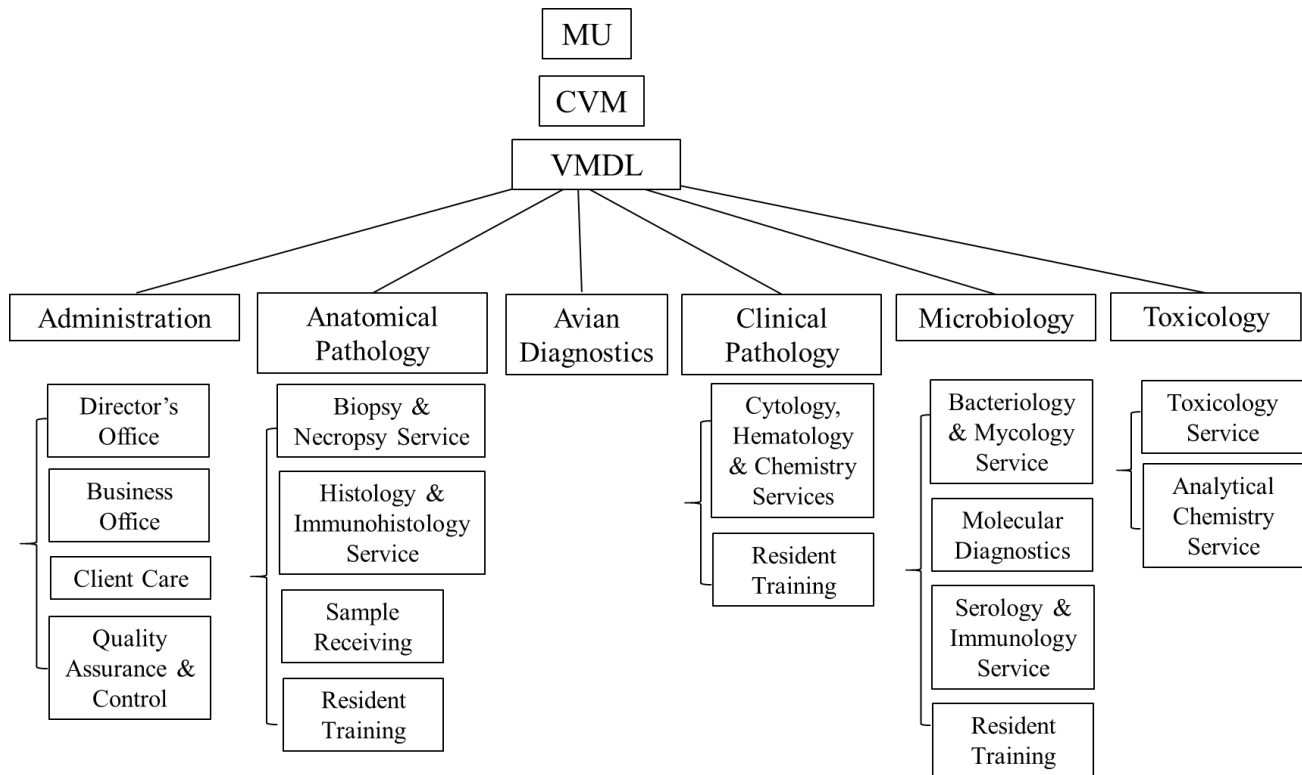 MU
CVM
VMDL
Administration
Anatomical
Pathology
Avian
Diagnostics
Clinical
Pathology
Microbiology
Toxicology
Director's
Office
Business
Office
Client Care
Quality
Assurance &
Control
Biopsy &
Necropsy Service
Histology &
Immunohistology
Service
Sample
Receiving
Resident
Training
Cytology,
Hematology
& Chemistry
Services
Resident
Training
Bacteriology
& Mycology
Service
Molecular
Diagnostics
Serology &
Immunology
Service
Resident
Training
Toxicology
Service
Analytical
Chemistry
Service